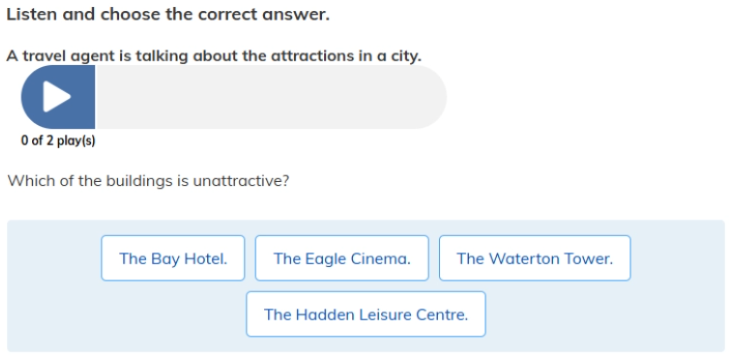 Listen and choose the correct answer.
A travel agent is talking about the attractions in a city.
0 of 2 play(s)
Which of the buildings is unattractive?
The Bay Hotel.
The Eagle Cinema.
The Waterton Tower.
The Hadden Leisure Centre.